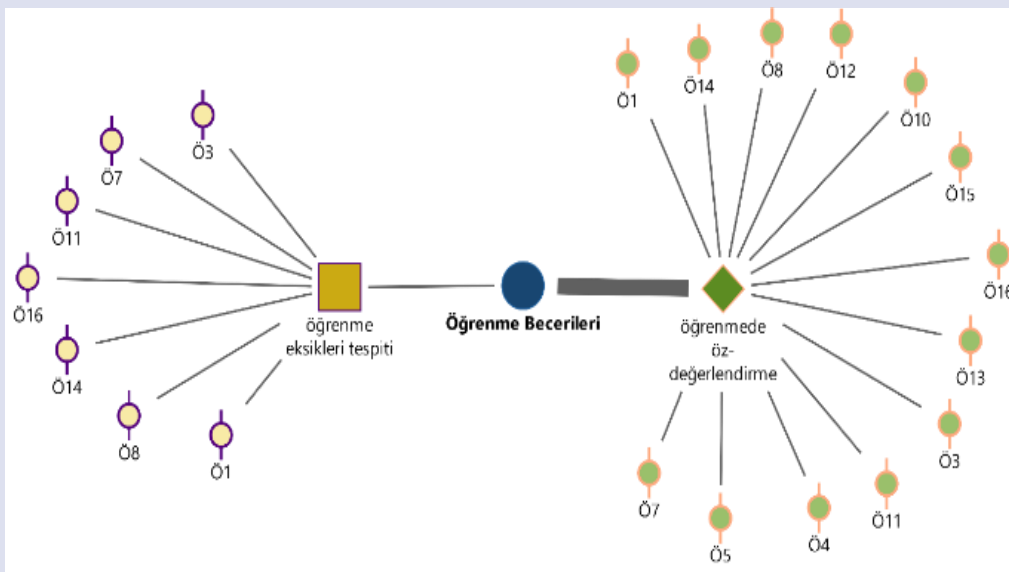 Ö3
Ö7
Ö11
Ö16
Ö14
Ö8
Ö1
öğrenme
eksikleri tespiti
Öğrenme Becerileri
öğrenmede
öz-
değerlendirme
Ö1
Ö14
Ö8
Ö12
Ö10
Ö15
Ö16
Ö13
Ö3
Ö11
Ö4
Ö5
Ö7